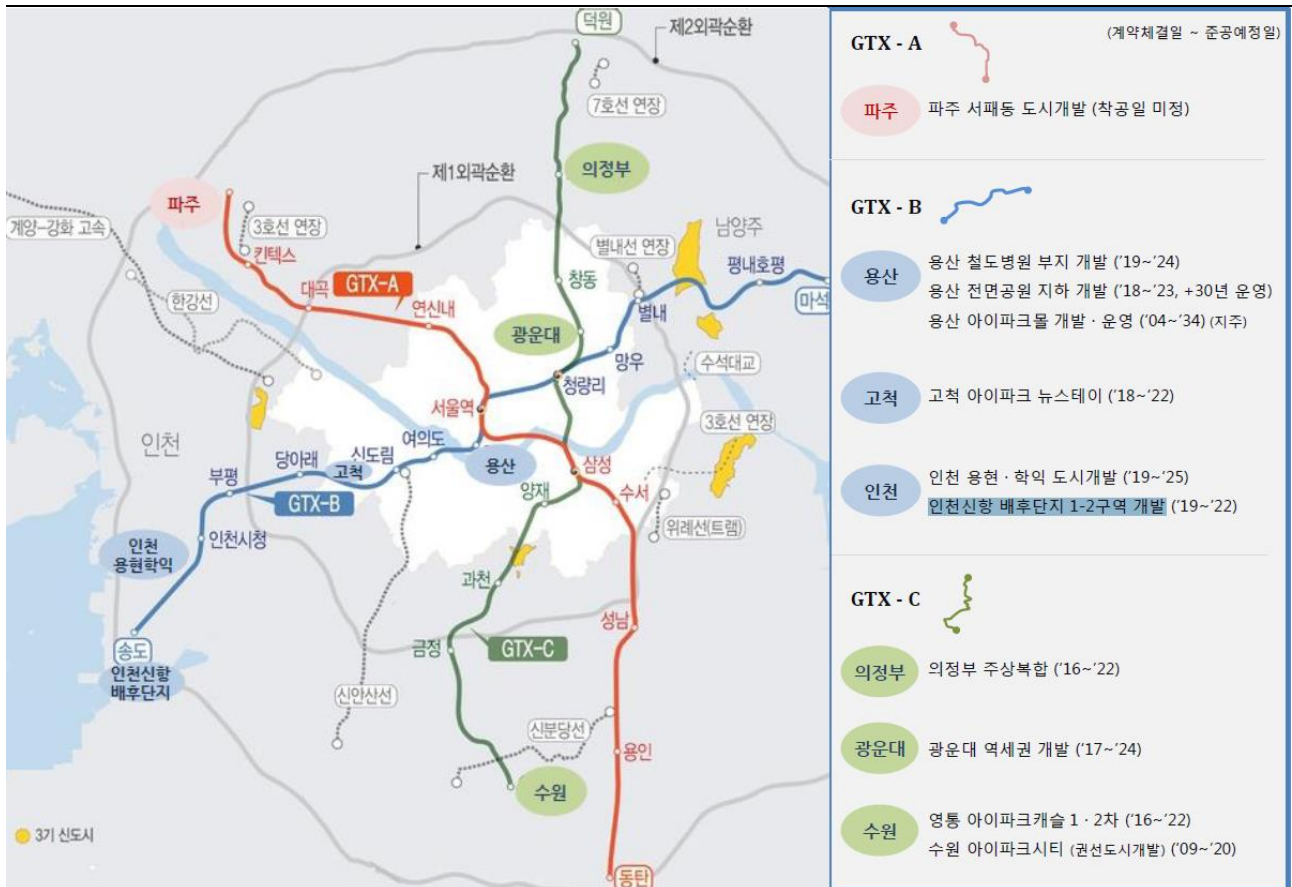 덕원
제2외곽순환
7호선 연장
제1외곽순환
의정부
파주
3호선 연장
계양-강화 고속
킨텍스
남양주
별내선 연장
평내호평
대곡
GTX-A
창동
한강선
연신내
별내
마석
광운대
망우
수석대교
청량리
서울역
3호선 연장
인천
여의도
신도림
당아래
고척
용산
삼성
부평
양재
수서
GTX-B
위례선(트램)
인천
용현학익
인천시청
과천
성남
금정
GTX-C
송도
인천신항
배후단지
신안산선
신분당선
용인
수원
3기 신도시
동탄
GTX - A
(계약체결일 ~ 준공예정일)
파주
파주 서패동 도시개발 (착공일 미정)
GTX - B
용산
용산 철도병원 부지 개발 ('19~'24)
용산 전면공원 지하 개발 ('18~'23, +30년 운영)
용산 아이파크몰 개발 · 운영 ('04~'34) (지주)
고척
고척 아이파크 뉴스테이 ('18~'22)
인천
인천 용현 · 학익 도시개발 ('19~'25)
인천신항 배후단지 1-2구역 개발 ('19~'22)
GTX - C
의정부
의정부 주상복합 ('16~'22)
광운대
광운대 역세권 개발 ('17~'24)
수원
영통 아이파크캐슬 1 · 2차 ('16~'22)
수원 아이파크시티 (권선도시개발) ('09~'20)